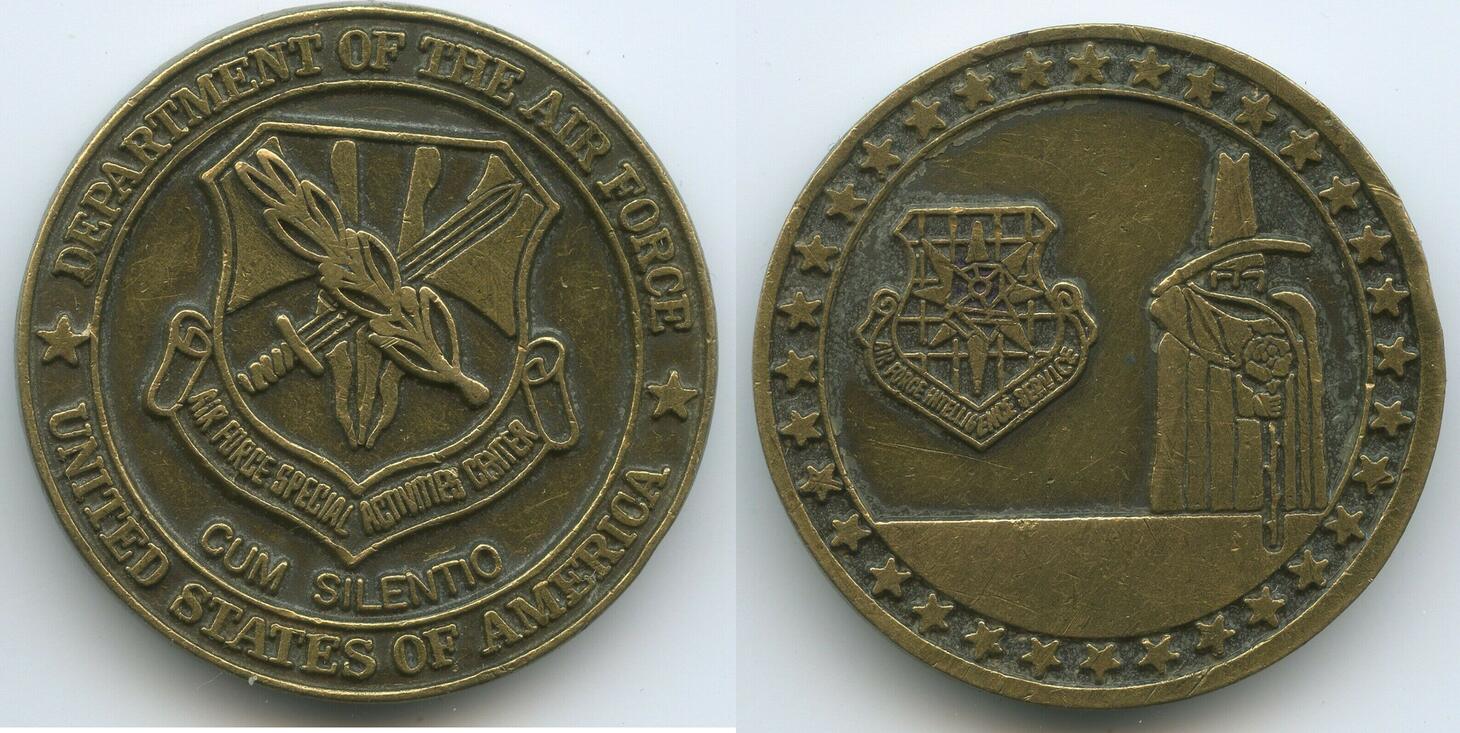 DEPARTMENT OF THE AIR FORCE
AIR FORCE SPECIAL ACTIVITIES CENTER
CUM SILENTIO
UNITED STATES OF AMERICA
AIR FORCE INTELLIGENCE SERVICE